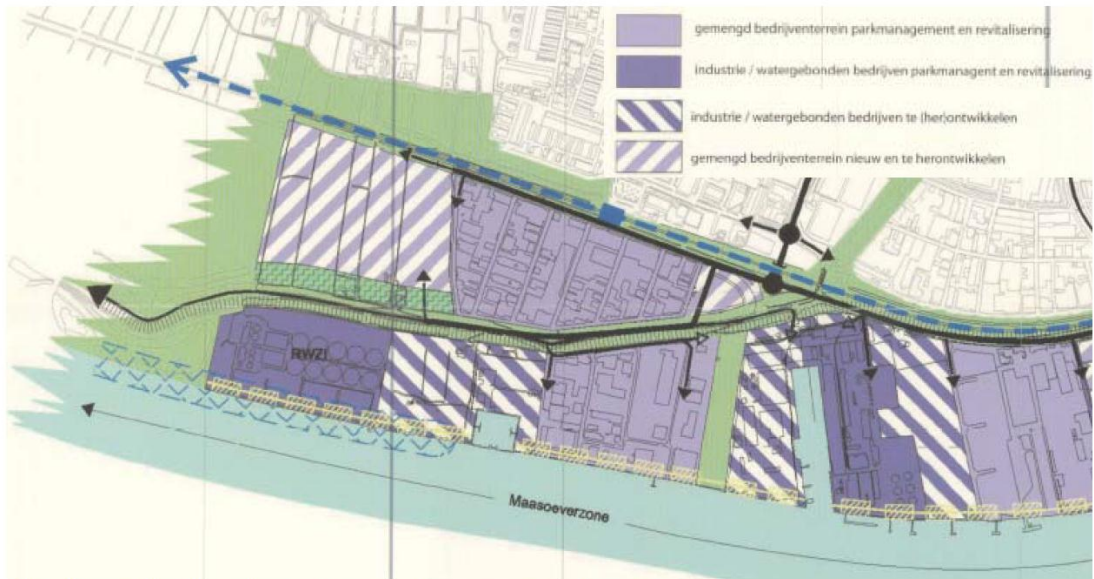 gemengd bedrijventerrein parkmanagement en revitalisering
industrie / watergebonden bedrijven parkmanagent en revitalisering
industrie / watergebonden bedrijven te (her)ontwikkelen
gemengd bedrijventerrein nieuw en te herontwikkelen
RWZI
Maasoeverzone